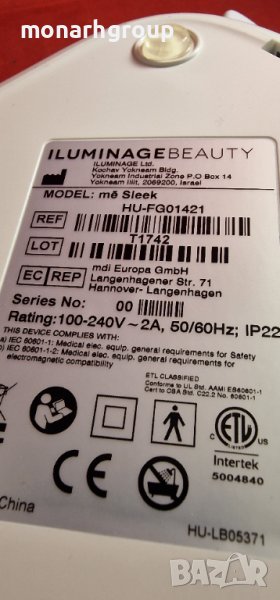 monarhgroup
ILUMINAGEBEAUTY
ILUMINAGE Ltd.
Kochav Yokneam Bldg.
Yokneam Industrial Zone P.O Box 14
Yokneam Illit, 2069200, Israel
MODEL: mē Sleek
HU-FG01421
REF
T1742
LOT
mdi Europa GmbH
EC REP
Langenhagener Str. 71
Hannover- Langenhagen
Series No: 00
Rating:100-240V~2A, 50/60Hz; IP22
THIS DEVICE COMPLIES WITH:
(a) IEC 60601-1: Medical elec. equip. general requirements for Safety
(b) IEC 60601-1-2: Medical elec. equip. general requirements for
electromagnetic compatibility
ETL CLASSIFIED
Conforms to UL Std. AAMI ES60601-1
Cert to CSA Std. C22.2 No. 60601-1
ETL
CLASSIFIED
Intertek
5004840
CE
China
HU-LB05371
BAZAR